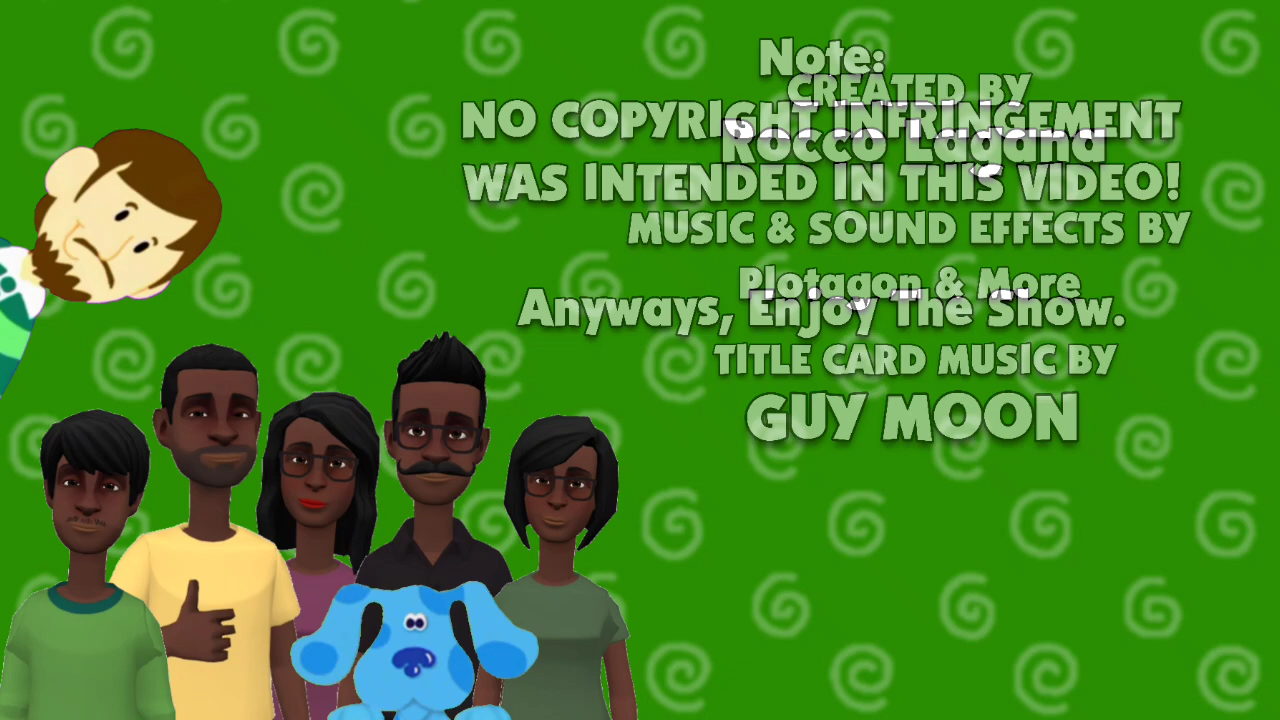 Note:
CREATED BY
NO COPYRIGHT INFRINGEMENT
Rocco Lagana
WAS INTENDED IN THIS VIDEO!
MUSIC & SOUND EFFECTS BY
Plotagon & More
Anyways, Enjoy The Show.
TITLE CARD MUSIC BY
GUY MOON